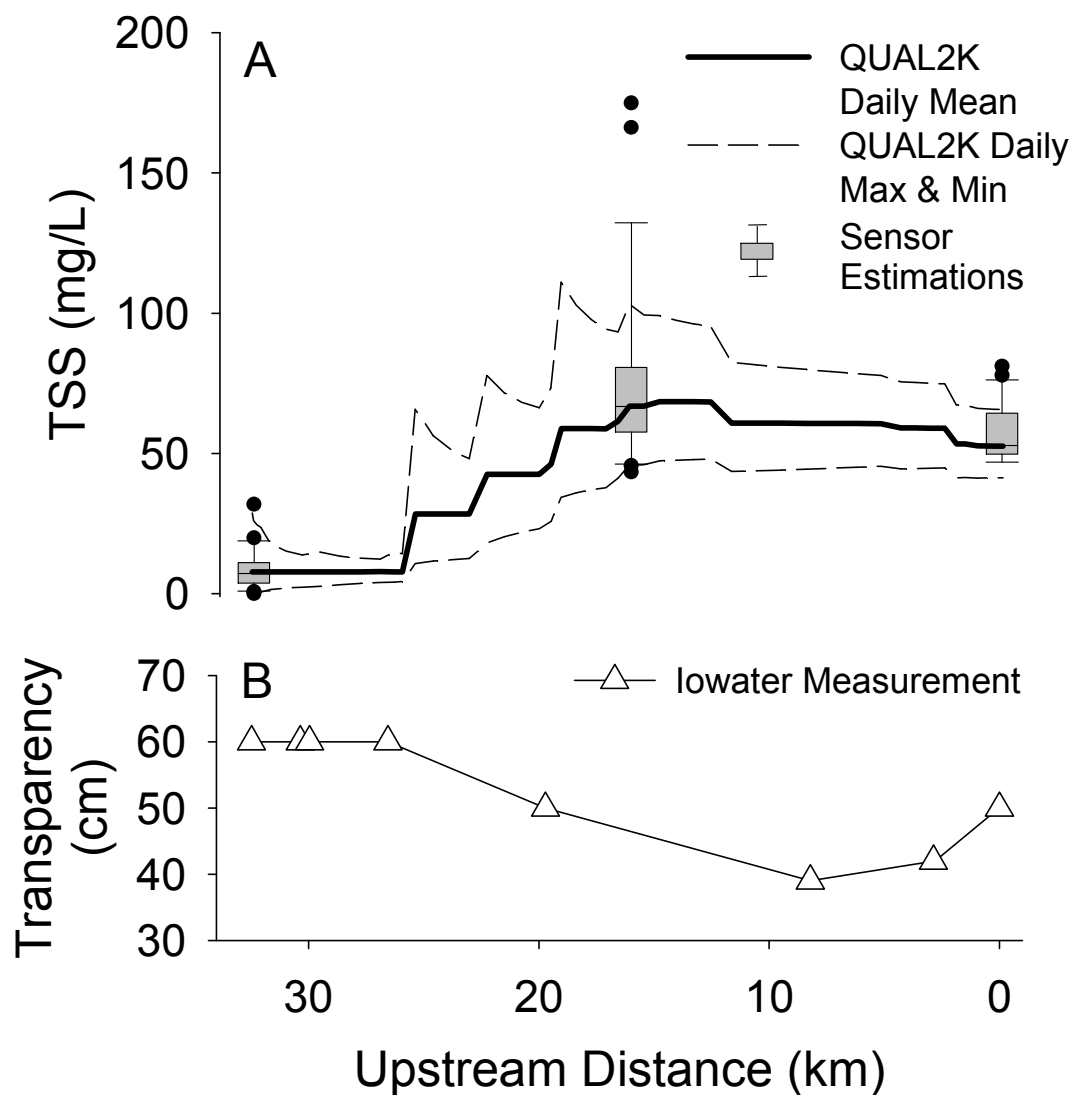 200
150
100
50
0
TSS (mg/L)
A
QUAL2K
Daily Mean
QUAL2K Daily
Max & Min
Sensor
Estimations
70
60
50
40
30
Transparency
(cm)
B
Iowater Measurement
30
20
10
0
Upstream Distance (km)